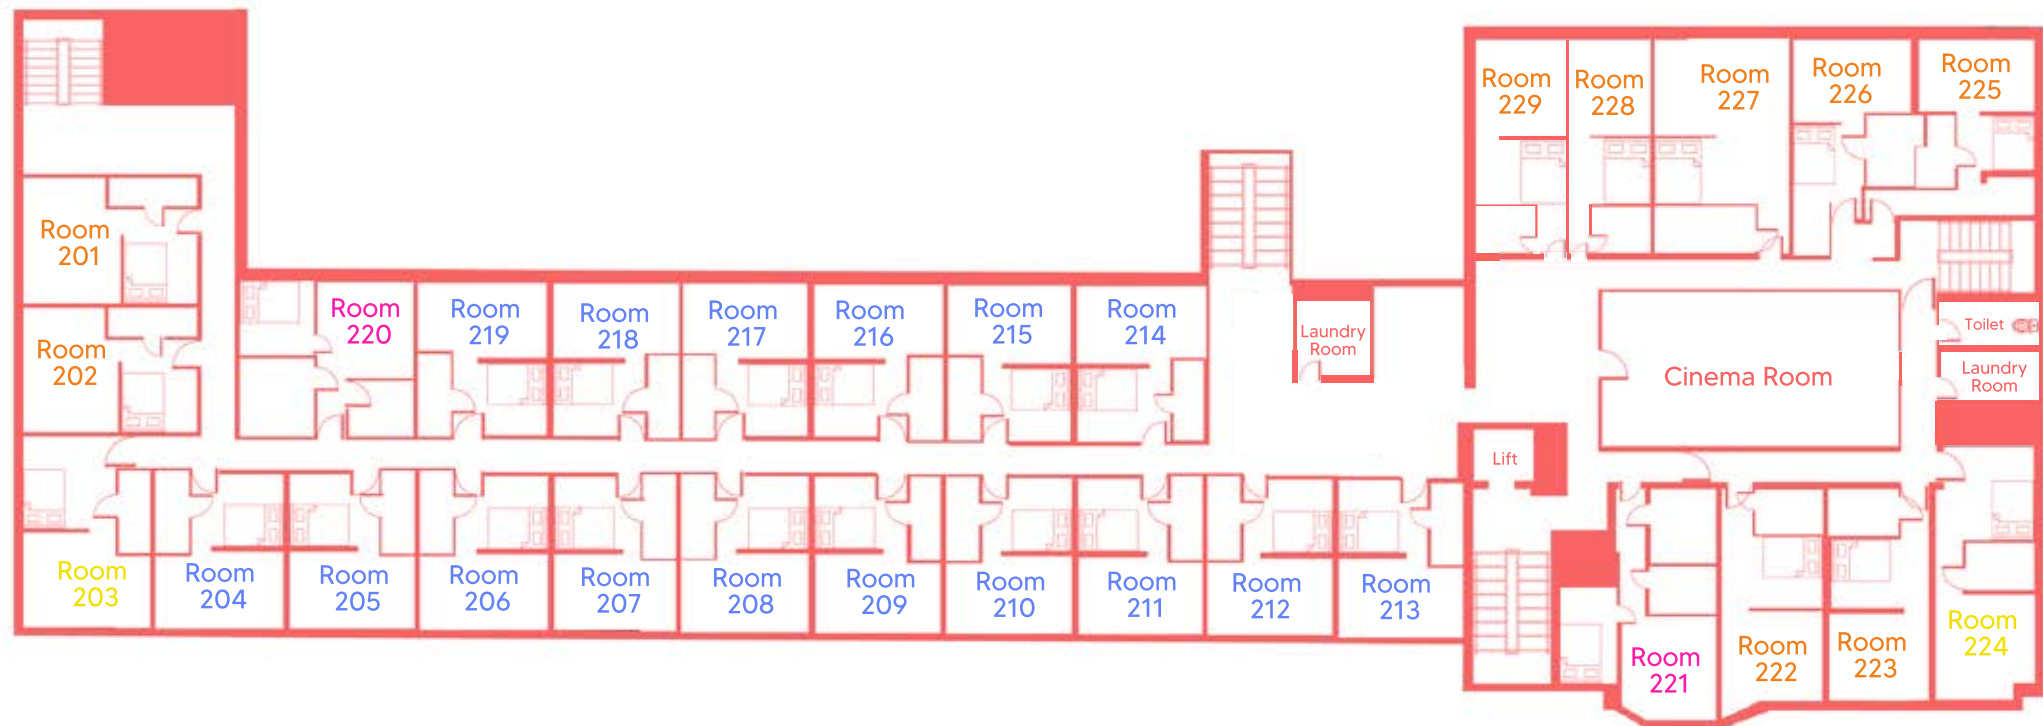 Room
229
Room
228
Room
227
Room
226
Room
225
Room
201
Room
202
Room
220
Room
219
Room
218
Room
217
Room
216
Room
215
Room
214
Laundry
Room
Toilet
Laundry
Room
Cinema Room
Lift
Room
203
Room
204
Room
205
Room
206
Room
207
Room
208
Room
209
Room
210
Room
211
Room
212
Room
213
Room
221
Room
222
Room
223
Room
224